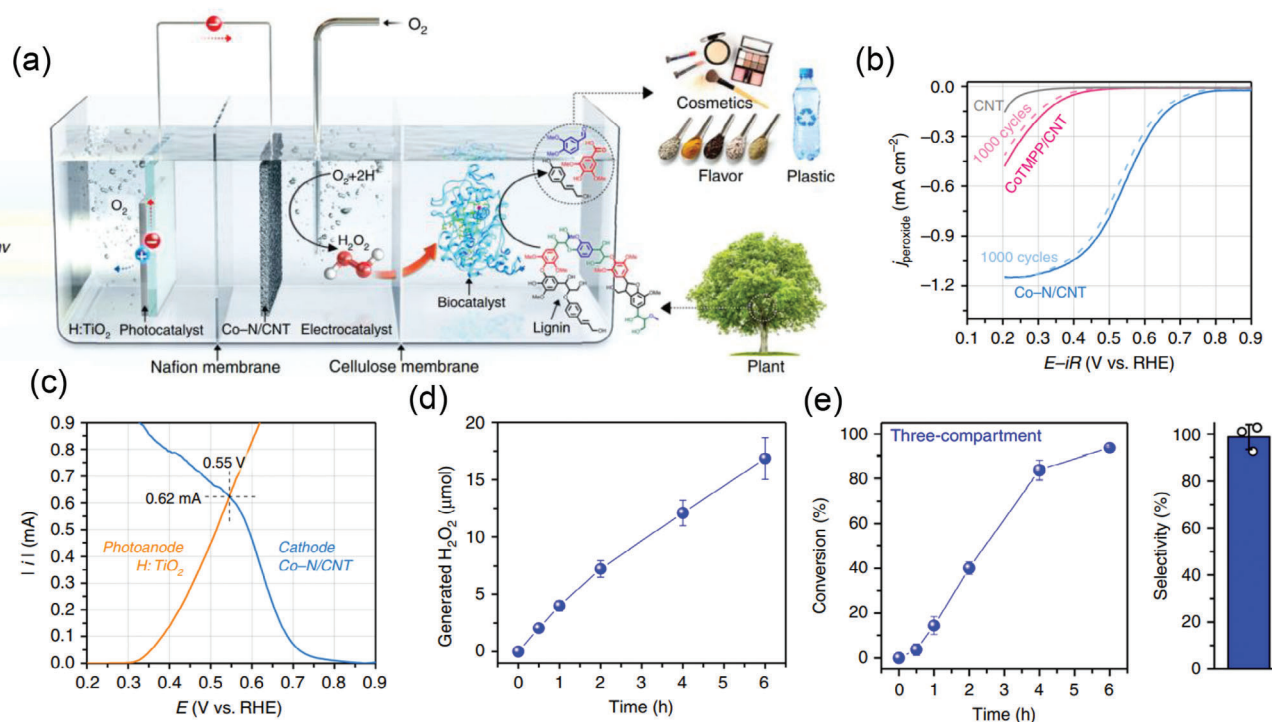 (a)
O₂
O₂
hv
O₂+2H⁺
H₂O₂
H:TiO₂
Photocatalyst
Co–N/CNT
Electrocatalyst
Biocatalyst
Lignin
Nafion membrane
Cellulose membrane
Cosmetics
Flavor
Plastic
Plant
(b)
0.0
−0.3
−0.6
−0.9
−1.2
j peroxide (mA cm⁻²)
CNT
1000 cycles
CoTMPP/CNT
1000 cycles
Co–N/CNT
0.1 0.2 0.3 0.4 0.5 0.6 0.7 0.8 0.9
E–iR (V vs. RHE)
(c)
0.9
0.8
0.7
0.6
0.5
0.4
0.3
0.2
0.1
0.0
| i | (mA)
0.55 V
0.62 mA
Photoanode
H: TiO₂
Cathode
Co–N/CNT
0.2 0.3 0.4 0.5 0.6 0.7 0.8 0.9
E (V vs. RHE)
(d)
20
15
10
5
0
Generated H₂O₂ (μmol)
0 1 2 3 4 5 6
Time (h)
(e)
Three-compartment
100
80
60
40
20
0
Conversion (%)
0 1 2 3 4 5 6
Time (h)
100
80
60
40
20
0
Selectivity (%)